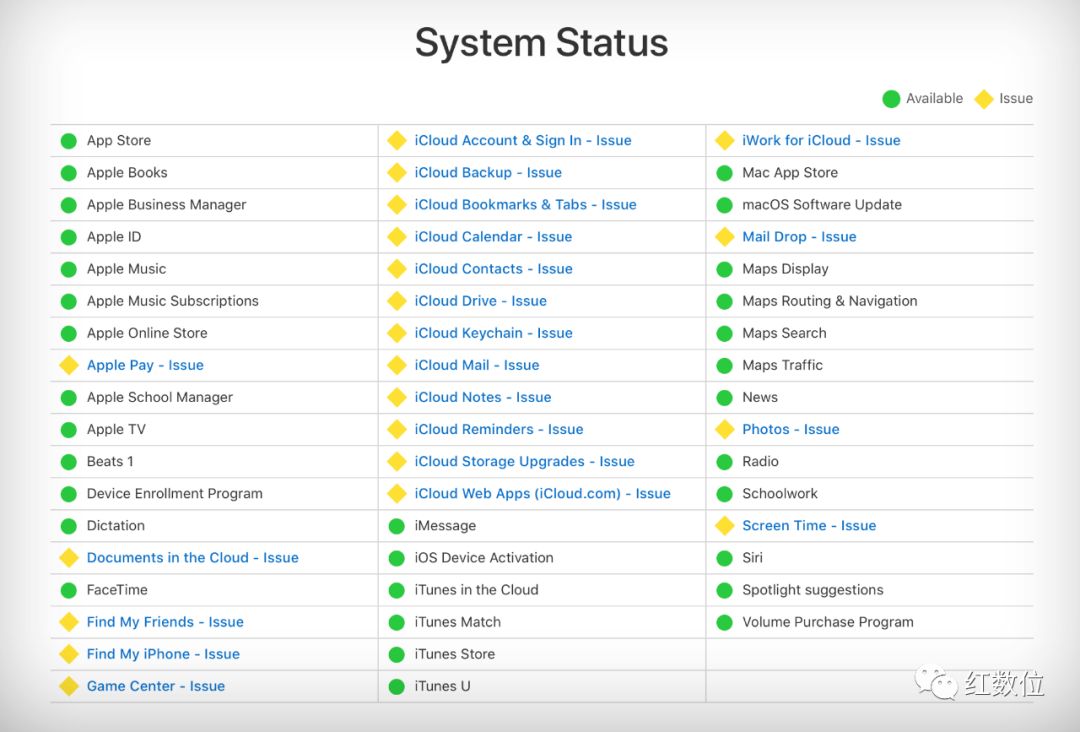 System Status
Available
Issue
App Store
Apple Books
Apple Business Manager
Apple ID
Apple Music
Apple Music Subscriptions
Apple Online Store
Apple Pay - Issue
Apple School Manager
Apple TV
Beats 1
Device Enrollment Program
Dictation
Documents in the Cloud - Issue
FaceTime
Find My Friends - Issue
Find My iPhone - Issue
Game Center - Issue
iCloud Account & Sign In - Issue
iCloud Backup - Issue
iCloud Bookmarks & Tabs - Issue
iCloud Calendar - Issue
iCloud Contacts - Issue
iCloud Drive - Issue
iCloud Keychain - Issue
iCloud Mail - Issue
iCloud Notes - Issue
iCloud Reminders - Issue
iCloud Storage Upgrades - Issue
iCloud Web Apps (iCloud.com) - Issue
iMessage
iOS Device Activation
iTunes in the Cloud
iTunes Match
iTunes Store
iTunes U
iWork for iCloud - Issue
Mac App Store
macOS Software Update
Mail Drop - Issue
Maps Display
Maps Routing & Navigation
Maps Search
Maps Traffic
News
Photos - Issue
Radio
Schoolwork
Screen Time - Issue
Siri
Spotlight suggestions
Volume Purchase Program
红数位